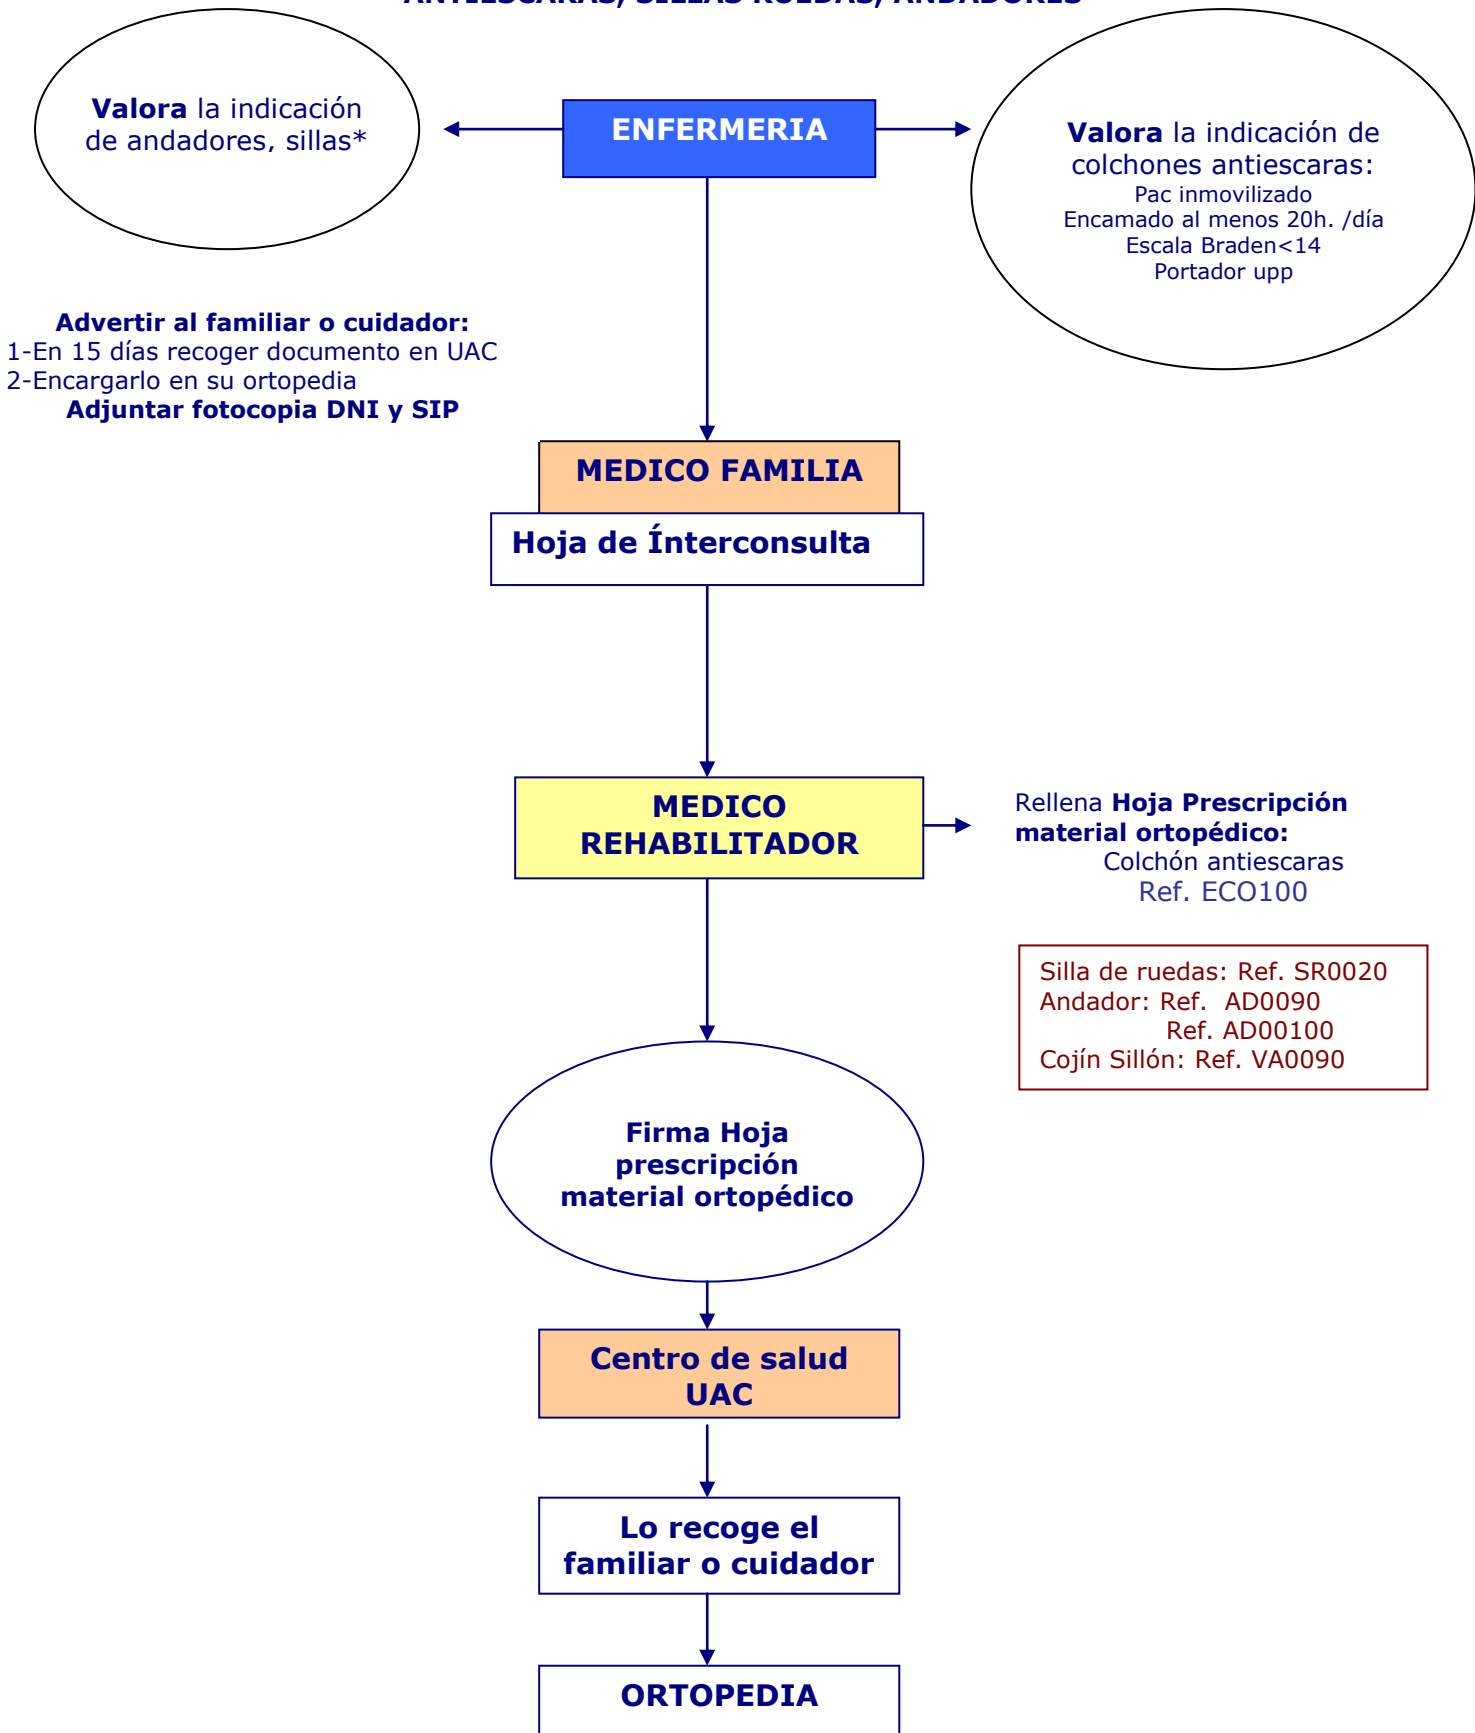 ANTIESCARAS, SILLAS RUEDAS, ANDADORES
Valora la indicación
de andadores, sillas*
ENFERMERIA
Valora la indicación de
colchones antiescaras:
Pac inmovilizado
Encamado al menos 20h. /día
Escala Braden<14
Portador upp
Advertir al familiar o cuidador:
1-En 15 días recoger documento en UAC
2-Encargarlo en su ortopedia
Adjuntar fotocopia DNI y SIP
MEDICO FAMILIA
Hoja de Ínterconsulta
MEDICO
REHABILITADOR
Rellena Hoja Prescripción
material ortopédico:
Colchón antiescaras
Ref. ECO100
Silla de ruedas: Ref. SR0020
Andador: Ref.  AD0090
Ref. AD00100
Cojín Sillón: Ref. VA0090
Firma Hoja
prescripción
material ortopédico
Centro de salud
UAC
Lo recoge el
familiar o cuidador
ORTOPEDIA